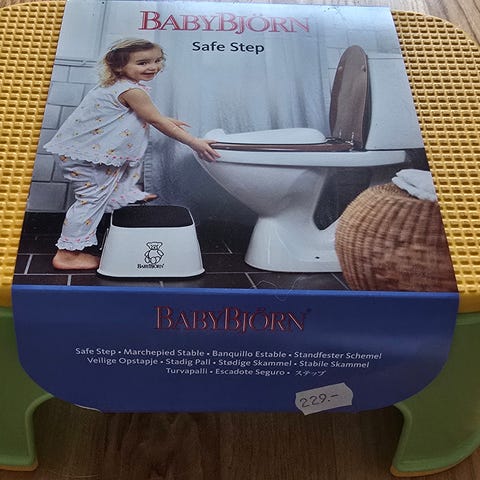 BABYBJÖRN
Safe Step
BABYBJÖRN
BABYBJÖRN®
Safe Step • Marchepied Stable • Banquillo Estable • Standfester Schemel
Veilige Opstapje • Stadig Pall • Stødige Skammel • Stabile Skammel
Turvapalli • Escadote Seguro • ステップ
229.-